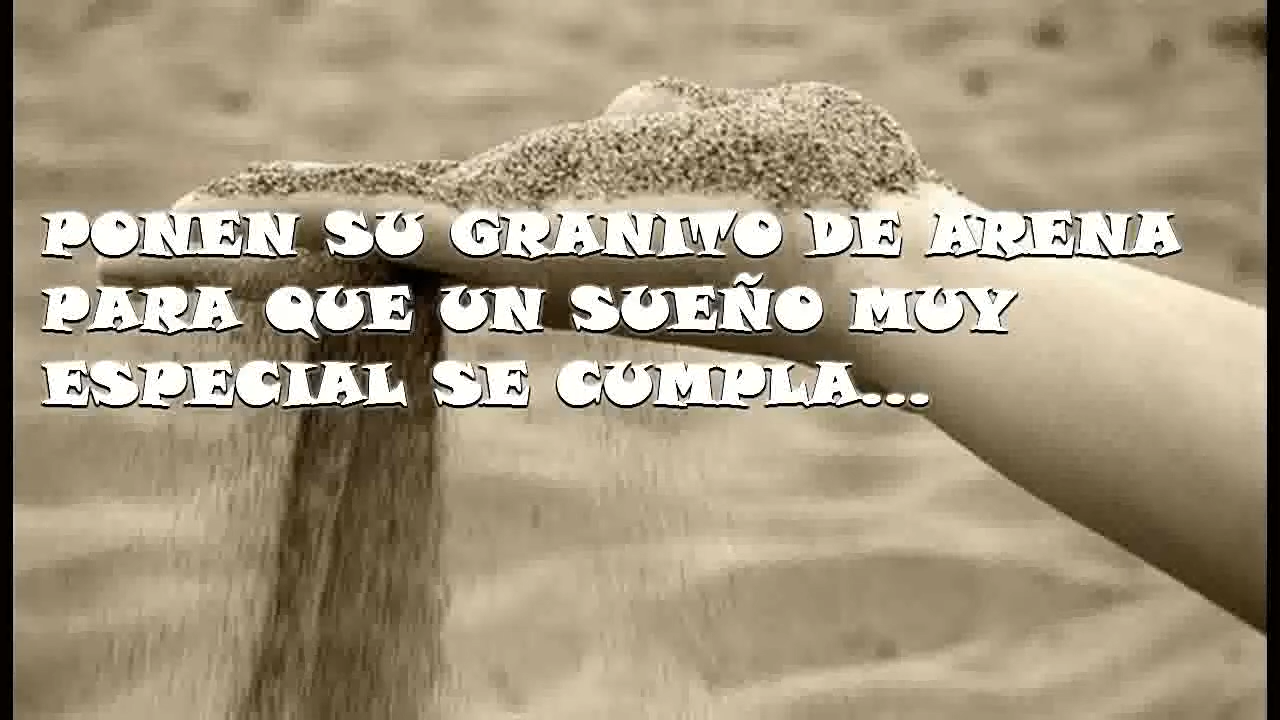 PONEN SU GRANITO DE ARENA
PARA QUE UN SUEÑO MUY
ESPECIAL SE CUMPLA...